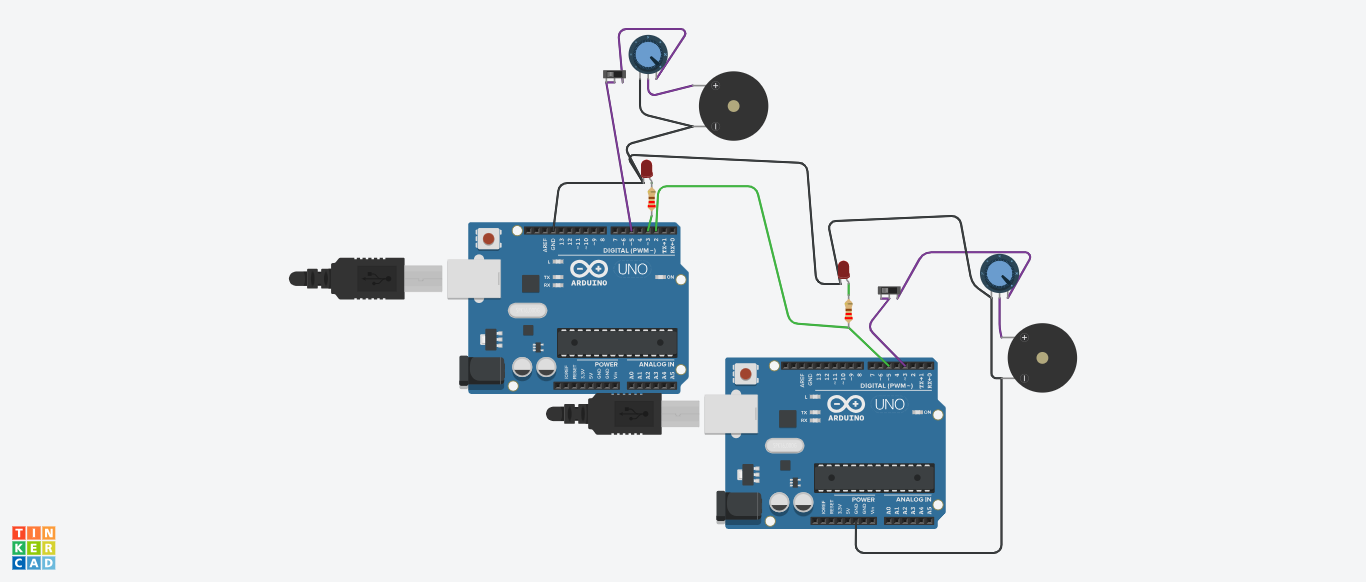 +
AREF
GND
13
12
~11
~10
~9
8
7
~6
~5
4
~3
2
TX→1
RX←0
DIGITAL (PWM~)
L
TX
RX
ARDUINO
UNO
ON
POWER
ANALOG IN
IOREF
RESET
3.3V
5V
GND
GND
Vin
A0
A1
A2
A3
A4
A5
+
AREF
GND
13
12
~11
~10
~9
8
7
~6
~5
4
~3
2
TX→1
RX←0
DIGITAL (PWM~)
L
TX
RX
ARDUINO
UNO
ON
POWER
ANALOG IN
IOREF
RESET
3.3V
5V
GND
GND
Vin
A0
A1
A2
A3
A4
A5
TIN
KER
CAD